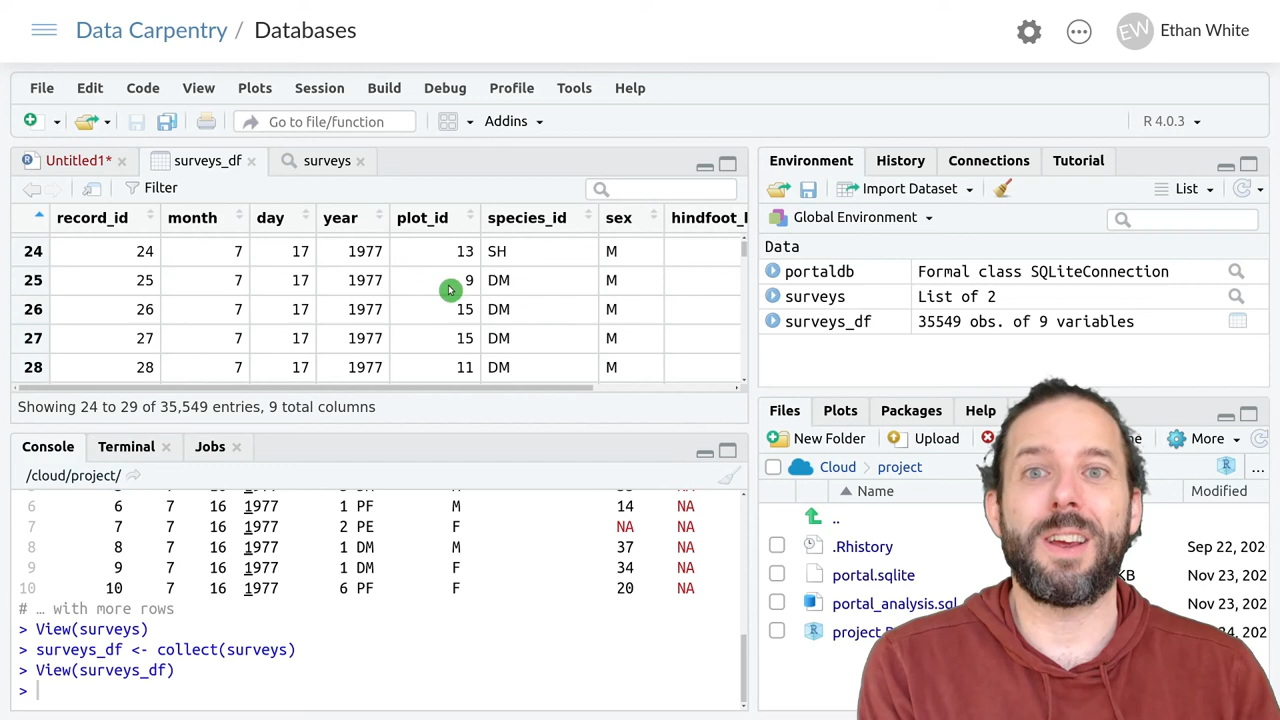 Data Carpentry / Databases
EW Ethan White
File Edit Code View Plots Session Build Debug Profile Tools Help
Go to file/function Addins R 4.0.3
Untitled1* surveys_df surveys
Filter
record_id month day year plot_id species_id sex hindfoot_l
24 24 7 17 1977 13 SH M
25 25 7 17 1977 9 DM M
26 26 7 17 1977 15 DM M
27 27 7 17 1977 15 DM M
28 28 7 17 1977 11 DM M
Showing 24 to 29 of 35,549 entries, 9 total columns
Console Terminal Jobs
/cloud/project/
6 6 7 16 1977 1 PF M 14 NA
7 7 7 16 1977 2 PE F NA NA
8 8 7 16 1977 1 DM M 37 NA
9 9 7 16 1977 1 DM F 34 NA
10 10 7 16 1977 6 PF F 20 NA
# … with more rows
> View(surveys)
> surveys_df <- collect(surveys)
> View(surveys_df)
>
Environment History Connections Tutorial
Import Dataset List
Global Environment
Data
portaldb Formal class SQLiteConnection
surveys List of 2
surveys_df 35549 obs. of 9 variables
Files Plots Packages Help
New Folder Upload More
Cloud project ...
Name Modified
..
.Rhistory Sep 22, 202
portal.sqlite KB Nov 23, 202
portal_analysis.sql Nov 23, 202
project. 24, 202